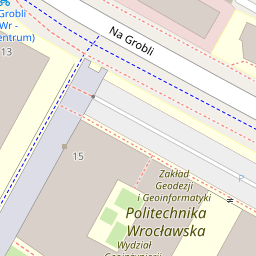 Grobli
Wr -
entrum)
13
Na Grobli
15
P
Zakład
Geodezji
i Geoinformatyki
Politechnika
Wrocławska
Wydział